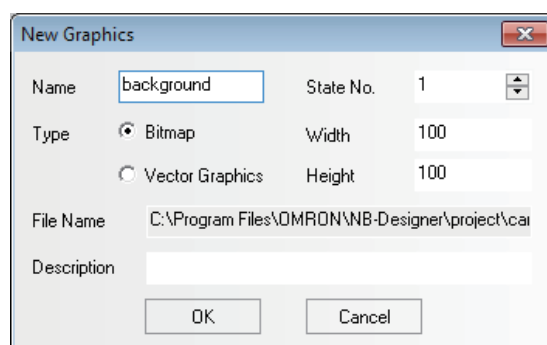 New Graphics
Name background State No. 1
Type Bitmap Width 100
Vector Graphics Height 100
File Name C:\Program Files\OMRON\NB-Designer\project\car
Description
OK Cancel